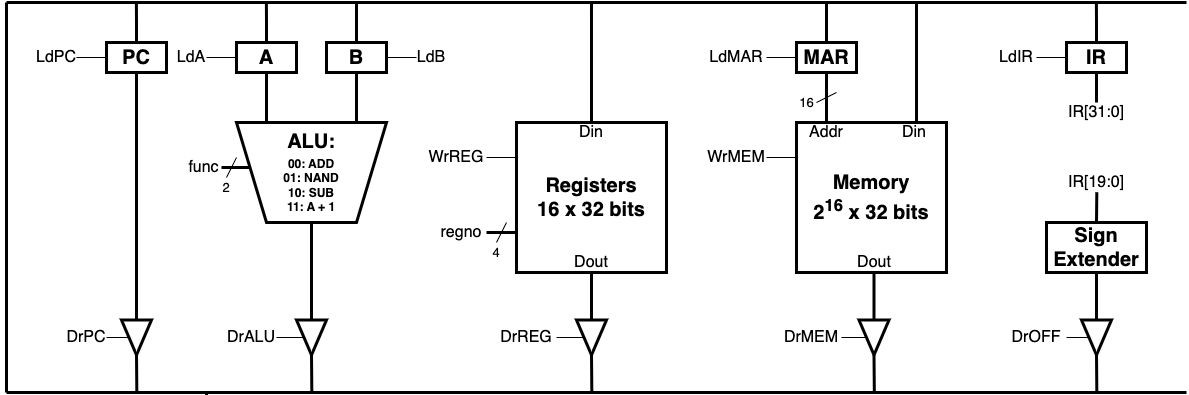 LdPC PC LdA A B LdB LdMAR MAR LdIR IR
16
IR[31:0]
ALU:
00: ADD
01: NAND
10: SUB
11: A + 1
func
2
Din
WrREG
Registers
16 x 32 bits
regno
4
Dout
Addr Din
WrMEM
Memory
2^16 x 32 bits
Dout
IR[19:0]
Sign
Extender
DrPC DrALU DrREG DrMEM DrOFF